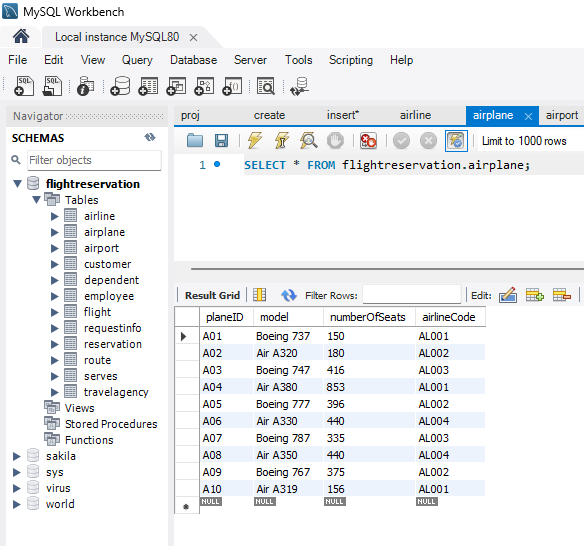 MySQL Workbench
Local instance MySQL80
File Edit View Query Database Server Tools Scripting Help
Navigator
SCHEMAS
Filter objects
flightreservation
Tables
airline
airplane
airport
customer
dependent
employee
flight
requestinfo
reservation
route
serves
travelagency
Views
Stored Procedures
Functions
sakila
sys
virus
world
proj create insert* airline airplane airport
Limit to 1000 rows
1 SELECT * FROM flightreservation.airplane;
Result Grid Filter Rows: Edit:
planeID model numberOfSeats airlineCode
A01 Boeing 737 150 AL001
A02 Air A320 180 AL002
A03 Boeing 747 416 AL003
A04 Air A380 853 AL001
A05 Boeing 777 396 AL002
A06 Air A330 440 AL004
A07 Boeing 787 335 AL003
A08 Air A350 440 AL004
A09 Boeing 767 375 AL002
A10 Air A319 156 AL001
NULL NULL NULL NULL